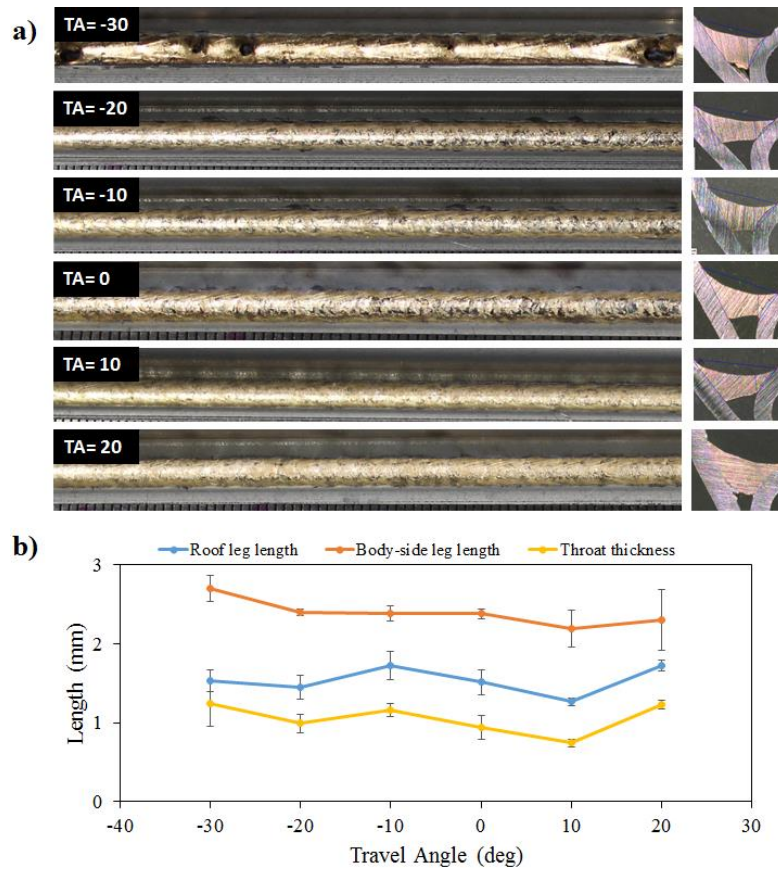 a)
TA= -30
TA= -20
TA= -10
TA= 0
TA= 10
TA= 20
b)
Roof leg length Body-side leg length Throat thickness
3
2
1
0
Length (mm)
-40 -30 -20 -10 0 10 20 30
Travel Angle (deg)